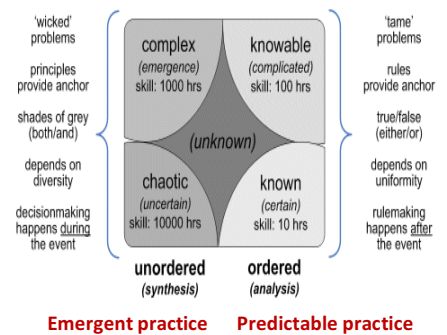 'wicked'
problems
principles
provide anchor
shades of grey
(both/and)
depends on
diversity
decisionmaking
happens during
the event
complex
(emergence)
skill: 1000 hrs
knowable
(complicated)
skill: 100 hrs
(unknown)
chaotic
(uncertain)
skill: 10000 hrs
known
(certain)
skill: 10 hrs
'tame'
problems
rules
provide anchor
true/false
(either/or)
depends on
uniformity
rulemaking
happens after
the event
unordered
(synthesis)
ordered
(analysis)
Emergent practice
Predictable practice